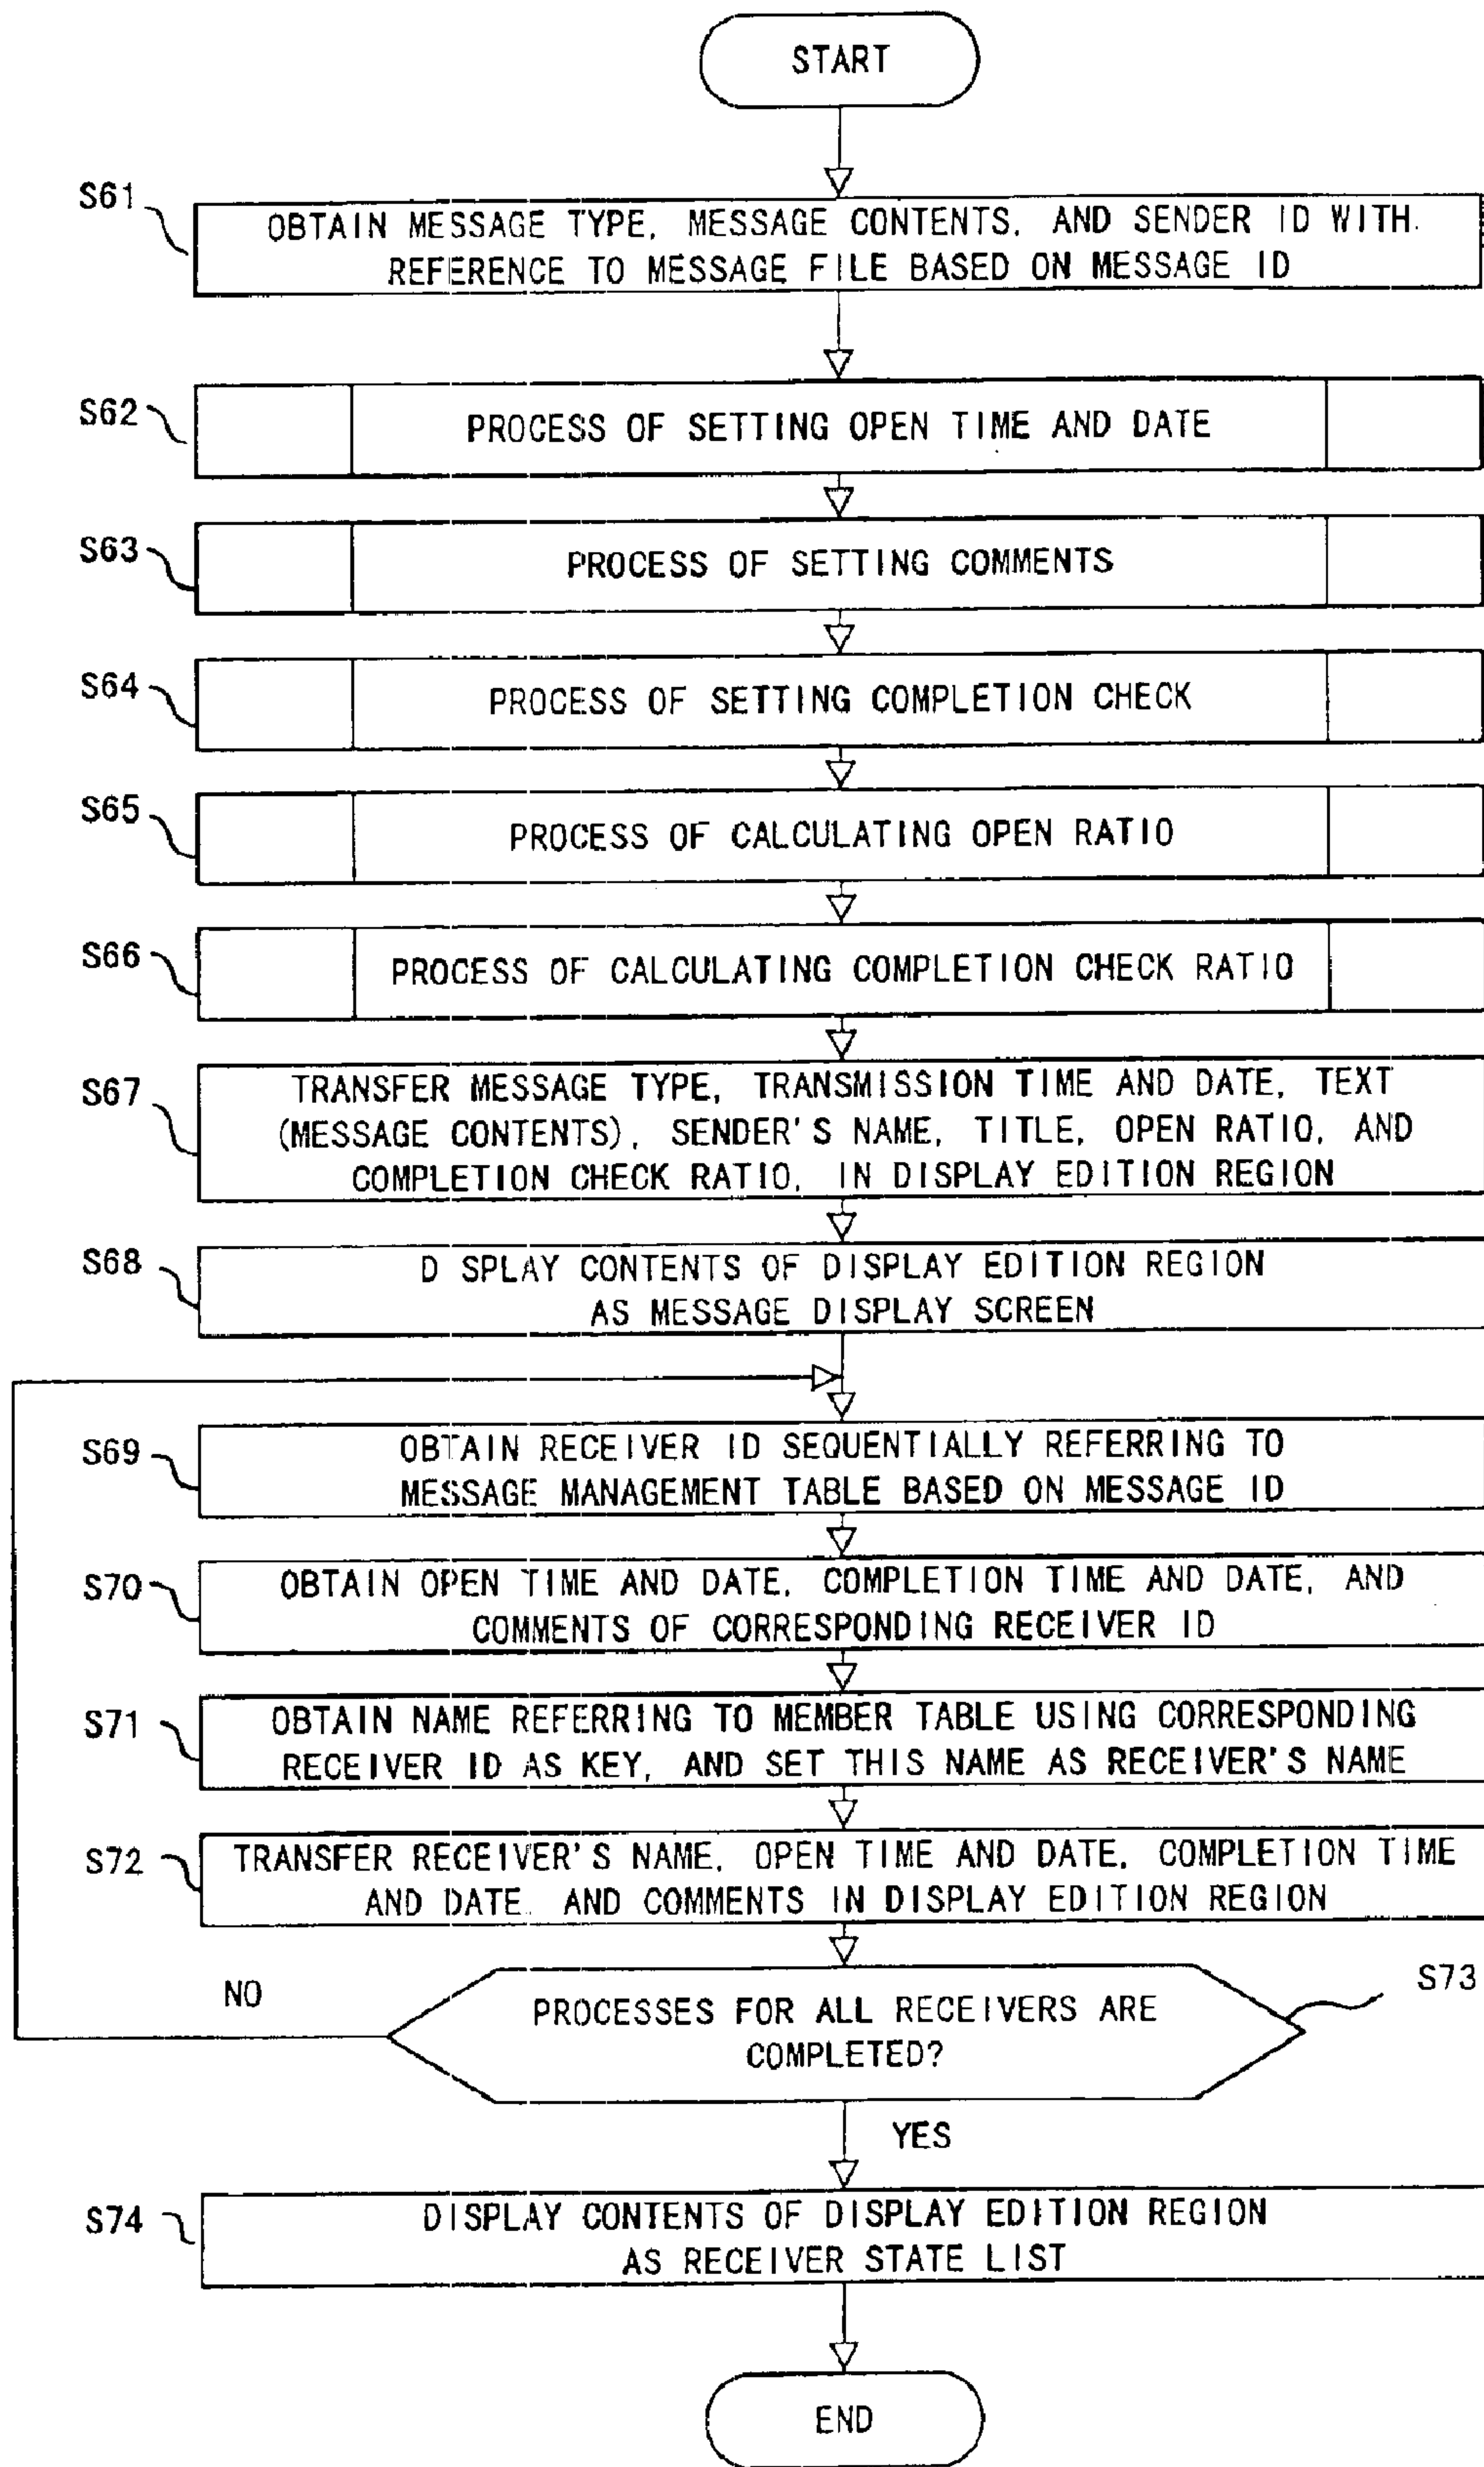 START
S61
OBTAIN MESSAGE TYPE, MESSAGE CONTENTS, AND SENDER ID WITH
REFERENCE TO MESSAGE FILE BASED ON MESSAGE ID
S62
PROCESS OF SETTING OPEN TIME AND DATE
S63
PROCESS OF SETTING COMMENTS
S64
PROCESS OF SETTING COMPLETION CHECK
S65
PROCESS OF CALCULATING OPEN RATIO
S66
PROCESS OF CALCULATING COMPLETION CHECK RATIO
S67
TRANSFER MESSAGE TYPE, TRANSMISSION TIME AND DATE, TEXT
(MESSAGE CONTENTS), SENDER'S NAME, TITLE, OPEN RATIO, AND
COMPLETION CHECK RATIO, IN DISPLAY EDITION REGION
S68
D SPLAY CONTENTS OF DISPLAY EDITION REGION
AS MESSAGE DISPLAY SCREEN
S69
OBTAIN RECEIVER ID SEQUENTIALLY REFERRING TO
MESSAGE MANAGEMENT TABLE BASED ON MESSAGE ID
S70
OBTAIN OPEN TIME AND DATE, COMPLETION TIME AND DATE, AND
COMMENTS OF CORRESPONDING RECEIVER ID
S71
OBTAIN NAME REFERRING TO MEMBER TABLE USING CORRESPONDING
RECEIVER ID AS KEY, AND SET THIS NAME AS RECEIVER'S NAME
S72
TRANSFER RECEIVER'S NAME, OPEN TIME AND DATE, COMPLETION TIME
AND DATE, AND COMMENTS IN DISPLAY EDITION REGION
NO
S73
PROCESSES FOR ALL RECEIVERS ARE
COMPLETED?
YES
S74
DISPLAY CONTENTS OF DISPLAY EDITION REGION
AS RECEIVER STATE LIST
END